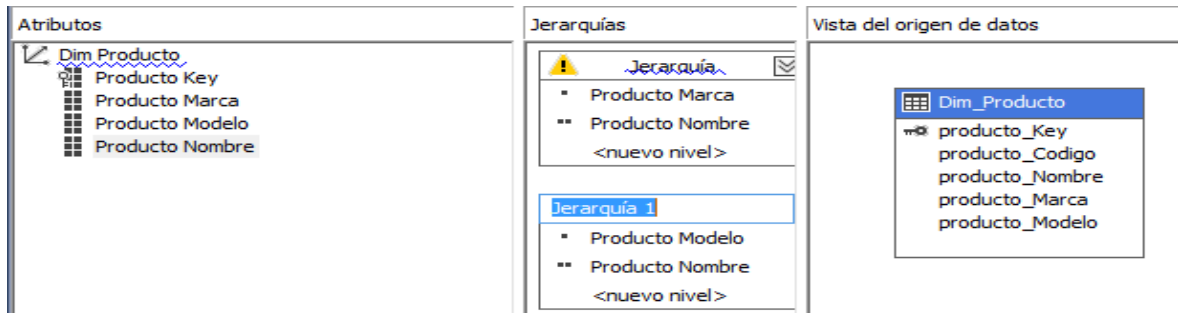 Atributos
Dim Producto
Producto Key
Producto Marca
Producto Modelo
Producto Nombre
Jerarquías
Jerarquía
Producto Marca
Producto Nombre
<nuevo nivel>
Jerarquía 1
Producto Modelo
Producto Nombre
<nuevo nivel>
Vista del origen de datos
Dim_Producto
producto_Key
producto_Codigo
producto_Nombre
producto_Marca
producto_Modelo